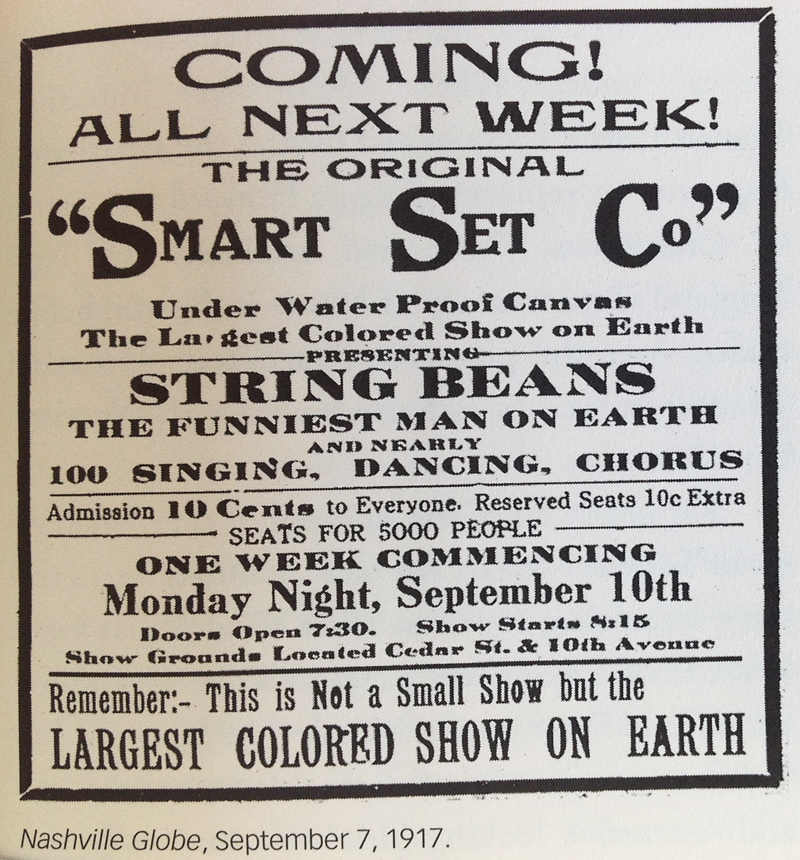 COMING!
ALL NEXT WEEK!
THE ORIGINAL
“SMART SET Co”
Under Water Proof Canvas
The Largest Colored Show on Earth
PRESENTING
STRING BEANS
THE FUNNIEST MAN ON EARTH
AND NEARLY
100 SINGING, DANCING, CHORUS
Admission 10 Cents to Everyone. Reserved Seats 10c Extra
SEATS FOR 5000 PEOPLE
ONE WEEK COMMENCING
Monday Night, September 10th
Doors Open 7:30. Show Starts 8:15
Show Grounds Located Cedar St. & 10th Avenue
Remember:- This is Not a Small Show but the
LARGEST COLORED SHOW ON EARTH
Nashville Globe, September 7, 1917.